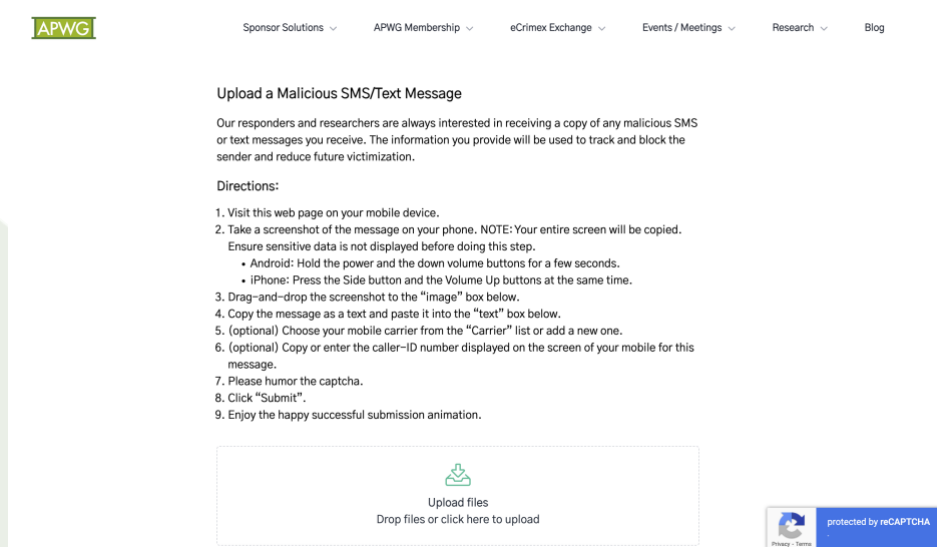 APWG
Sponsor Solutions
APWG Membership
eCrimex Exchange
Events / Meetings
Research
Blog
Upload a Malicious SMS/Text Message
Our responders and researchers are always interested in receiving a copy of any malicious SMS
or text messages you receive. The information you provide will be used to track and block the
sender and reduce future victimization.
Directions:
1. Visit this web page on your mobile device.
2. Take a screenshot of the message on your phone. NOTE: Your entire screen will be copied.
Ensure sensitive data is not displayed before doing this step.
• Android: Hold the power and the down volume buttons for a few seconds.
• iPhone: Press the Side button and the Volume Up buttons at the same time.
3. Drag-and-drop the screenshot to the “image” box below.
4. Copy the message as a text and paste it into the “text” box below.
5. (optional) Choose your mobile carrier from the “Carrier” list or add a new one.
6. (optional) Copy or enter the caller-ID number displayed on the screen of your mobile for this
message.
7. Please humor the captcha.
8. Click “Submit”.
9. Enjoy the happy successful submission animation.
Upload files
Drop files or click here to upload
protected by reCAPTCHA
Privacy - Terms